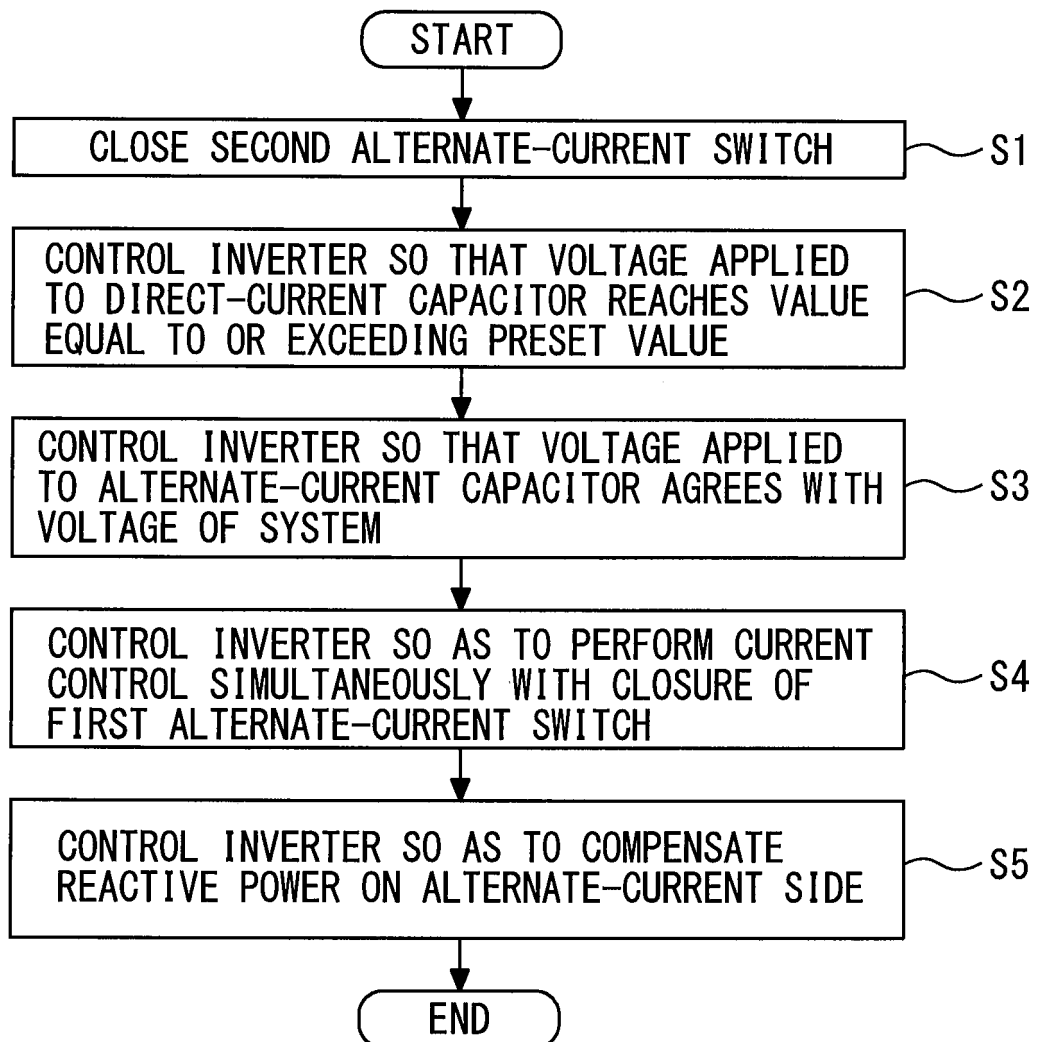 START
CLOSE SECOND ALTERNATE-CURRENT SWITCH
S1
CONTROL INVERTER SO THAT VOLTAGE APPLIED
TO DIRECT-CURRENT CAPACITOR REACHES VALUE
EQUAL TO OR EXCEEDING PRESET VALUE
S2
CONTROL INVERTER SO THAT VOLTAGE APPLIED
TO ALTERNATE-CURRENT CAPACITOR AGREES WITH
VOLTAGE OF SYSTEM
S3
CONTROL INVERTER SO AS TO PERFORM CURRENT
CONTROL SIMULTANEOUSLY WITH CLOSURE OF
FIRST ALTERNATE-CURRENT SWITCH
S4
CONTROL INVERTER SO AS TO COMPENSATE
REACTIVE POWER ON ALTERNATE-CURRENT SIDE
S5
END